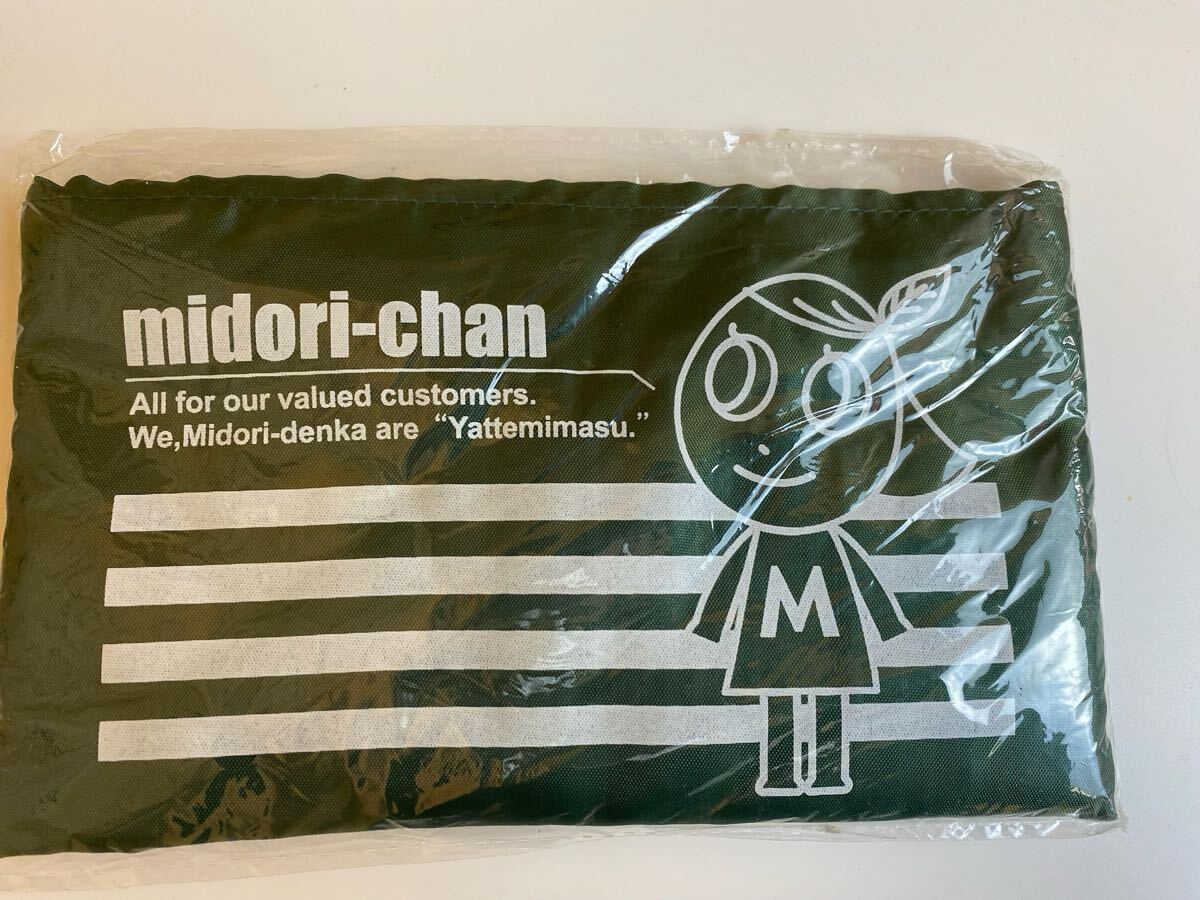 midori-chan
All for our valued customers.
We,Midori-denka are “Yattemimasu.”
M